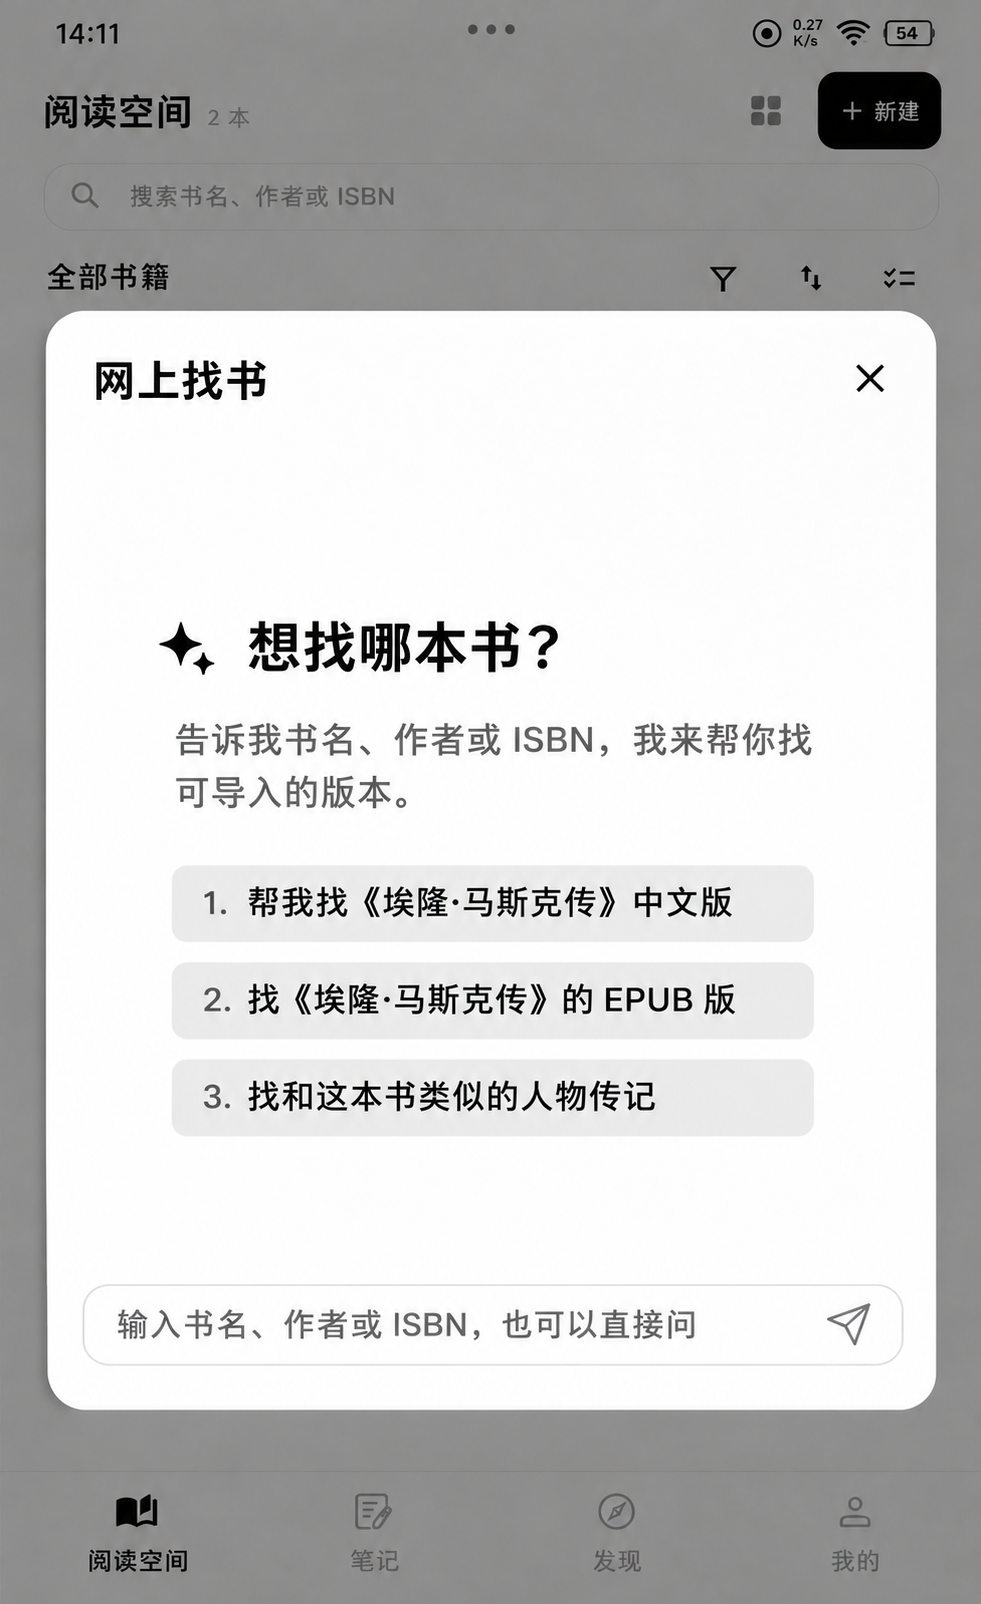 14:11
0.27
K/s
54
阅读空间 2 本
+ 新建
搜索书名、作者或 ISBN
全部书籍
网上找书
想找哪本书？
告诉我书名、作者或 ISBN，我来帮你找
可导入的版本。
1. 帮我找《埃隆·马斯克传》中文版
2. 找《埃隆·马斯克传》的 EPUB 版
3. 找和这本书类似的人物传记
输入书名、作者或 ISBN，也可以直接问
阅读空间
笔记
发现
我的